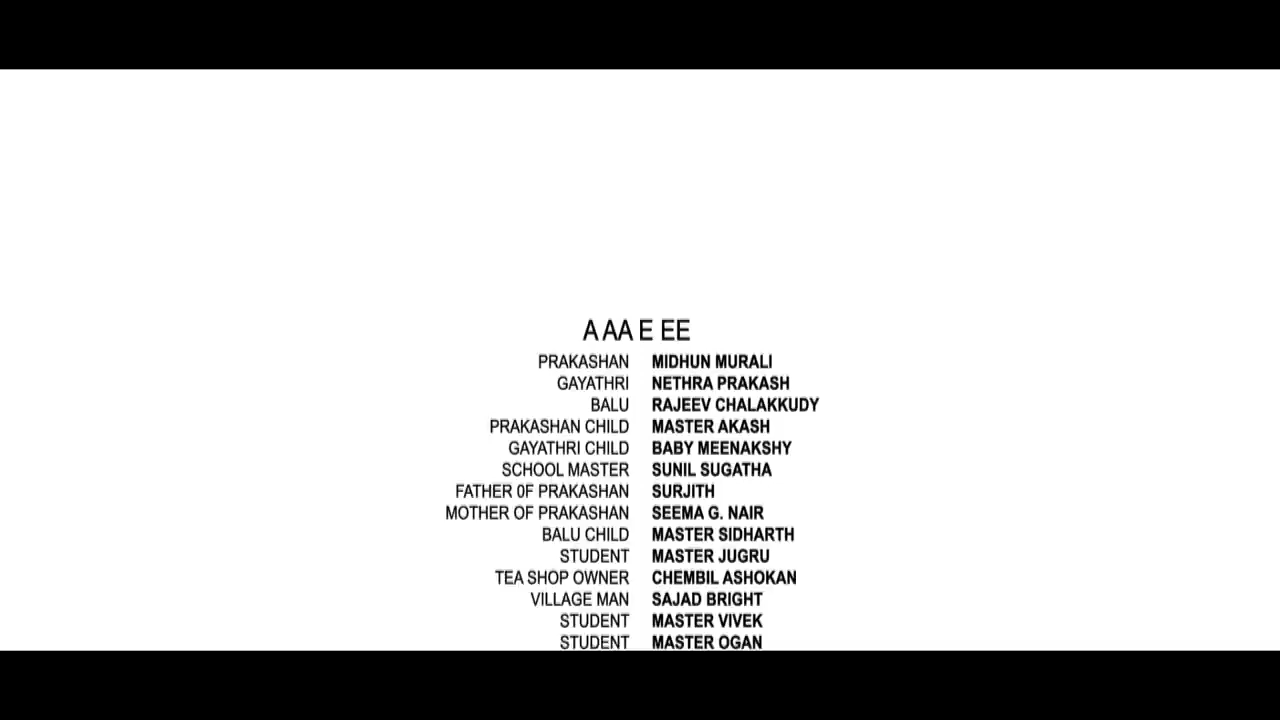 A AA E EE
PRAKASHAN MIDHUN MURALI
GAYATHRI NETHRA PRAKASH
BALU RAJEEV CHALAKKUDY
PRAKASHAN CHILD MASTER AKASH
GAYATHRI CHILD BABY MEENAKSHY
SCHOOL MASTER SUNIL SUGATHA
FATHER 0F PRAKASHAN SURJITH
MOTHER OF PRAKASHAN SEEMA G. NAIR
BALU CHILD MASTER SIDHARTH
STUDENT MASTER JUGRU
TEA SHOP OWNER CHEMBIL ASHOKAN
VILLAGE MAN SAJAD BRIGHT
STUDENT MASTER VIVEK
STUDENT MASTER OGAN